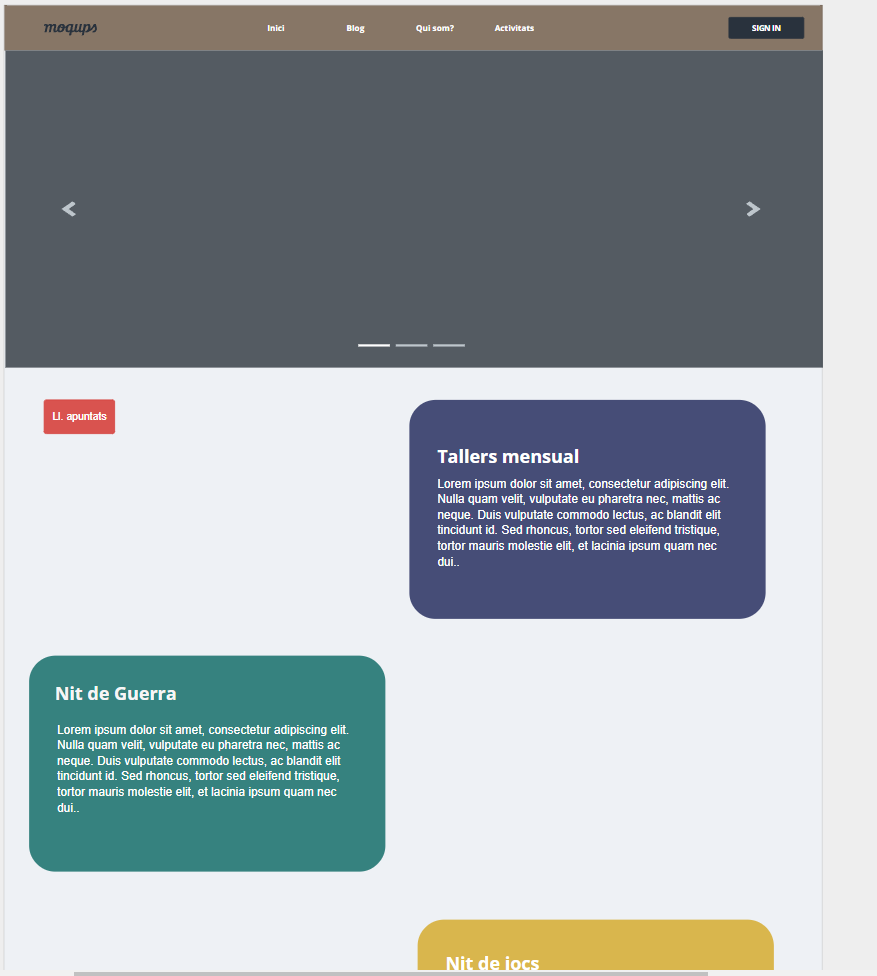 moqups
Inici
Blog
Qui som?
Activitats
SIGN IN
Ll. apuntats
Tallers mensual
Lorem ipsum dolor sit amet, consectetur adipiscing elit.
Nulla quam velit, vulputate eu pharetra nec, mattis ac
neque. Duis vulputate commodo lectus, ac blandit elit
tincidunt id. Sed rhoncus, tortor sed eleifend tristique,
tortor mauris molestie elit, et lacinia ipsum quam nec
dui..
Nit de Guerra
Lorem ipsum dolor sit amet, consectetur adipiscing elit.
Nulla quam velit, vulputate eu pharetra nec, mattis ac
neque. Duis vulputate commodo lectus, ac blandit elit
tincidunt id. Sed rhoncus, tortor sed eleifend tristique,
tortor mauris molestie elit, et lacinia ipsum quam nec
dui..
Nit de jocs